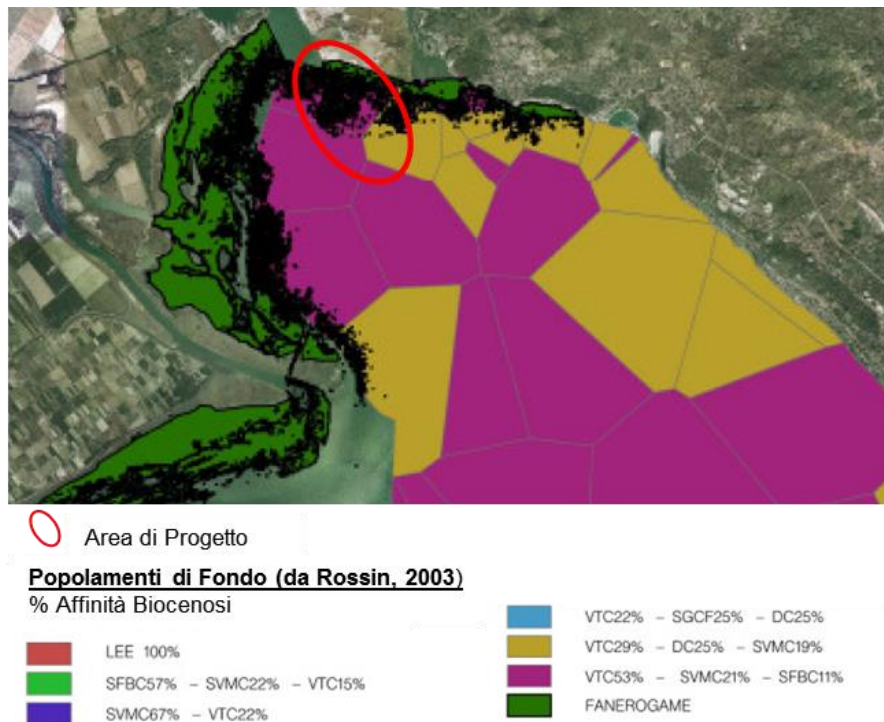 Area di Progetto
Popolamenti di Fondo (da Rossin, 2003)
% Affinità Biocenosi
LEE 100%
SFBC57% – SVMC22% – VTC15%
SVMC67% – VTC22%
VTC22% – SGCF25% – DC25%
VTC29% – DC25% – SVMC19%
VTC53% – SVMC21% – SFBC11%
FANEROGAME